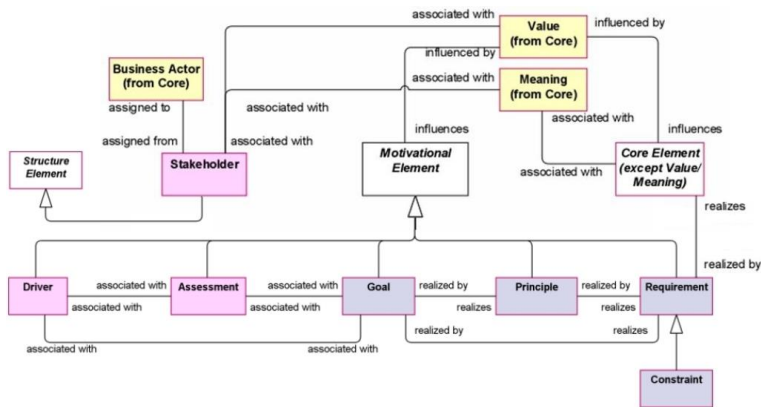 associated with
Value
(from Core)
influenced by
influenced by
Business Actor
(from Core)
associated with
Meaning
(from Core)
assigned to
associated with
associated with
assigned from
associated with
influences
influences
Structure
Element
Stakeholder
Motivational
Element
associated with
Core Element
(except Value/
Meaning)
realizes
realized by
Driver
associated with
associated with
Assessment
associated with
associated with
Goal
realized by
realizes
Principle
realized by
realizes
Requirement
realized by
realizes
associated with
associated with
Constraint